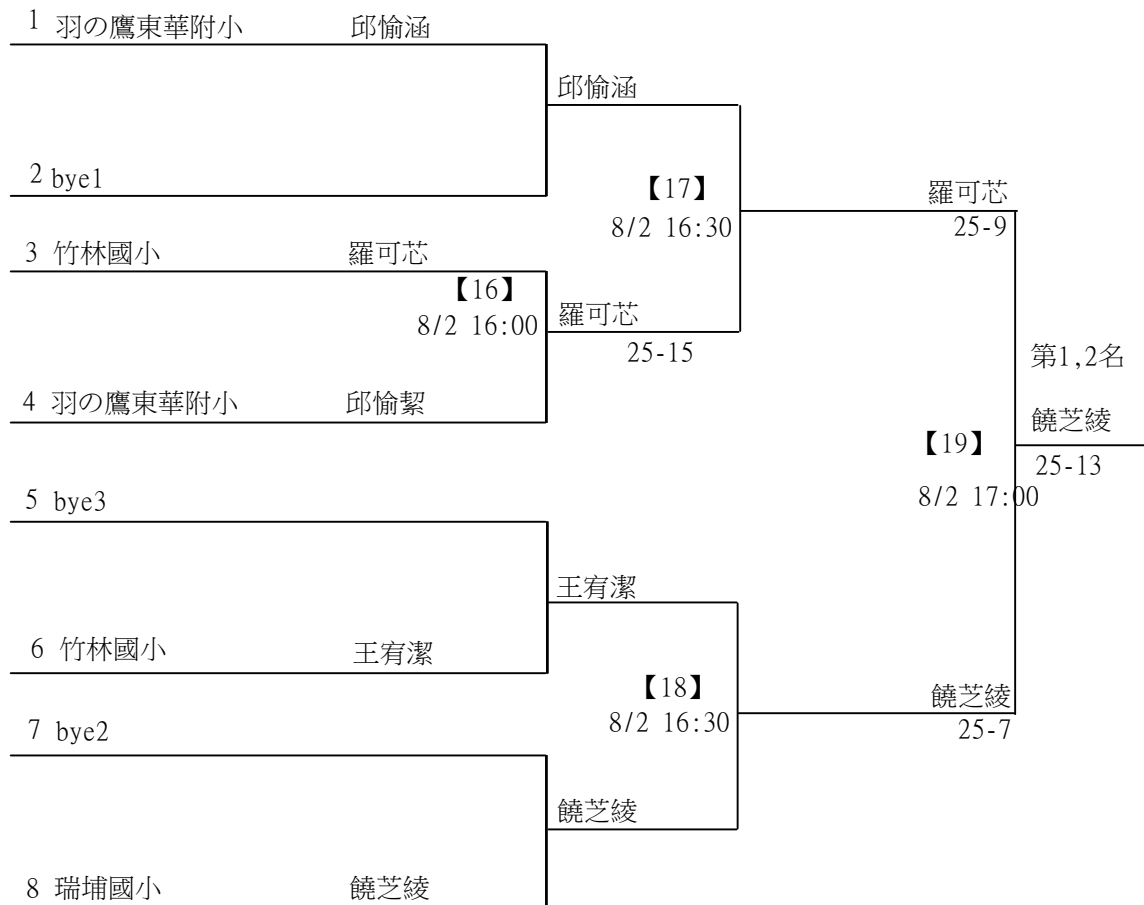 1 羽の鷹東華附小 邱愉涵
邱愉涵
2 bye1
【17】
8/2 16:30
羅可芯
25-9
3 竹林國小 羅可芯
【16】
8/2 16:00
羅可芯
25-15
第1,2名
4 羽の鷹東華附小 邱愉絜
饒芝綾
【19】
25-13
8/2 17:00
5 bye3
王宥潔
6 竹林國小 王宥潔
【18】
8/2 16:30
饒芝綾
25-7
7 bye2
饒芝綾
8 瑞埔國小 饒芝綾